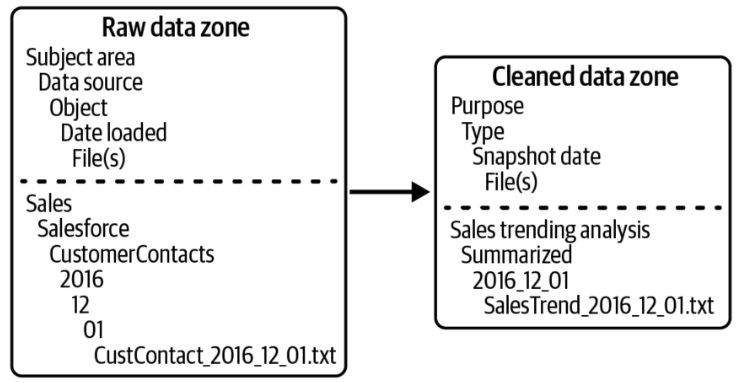 Raw data zone
Subject area
Data source
Object
Date loaded
File(s)
Sales
Salesforce
CustomerContacts
2016
12
01
CustContact_2016_12_01.txt
Cleaned data zone
Purpose
Type
Snapshot date
File(s)
Sales trending analysis
Summarized
2016_12_01
SalesTrend_2016_12_01.txt